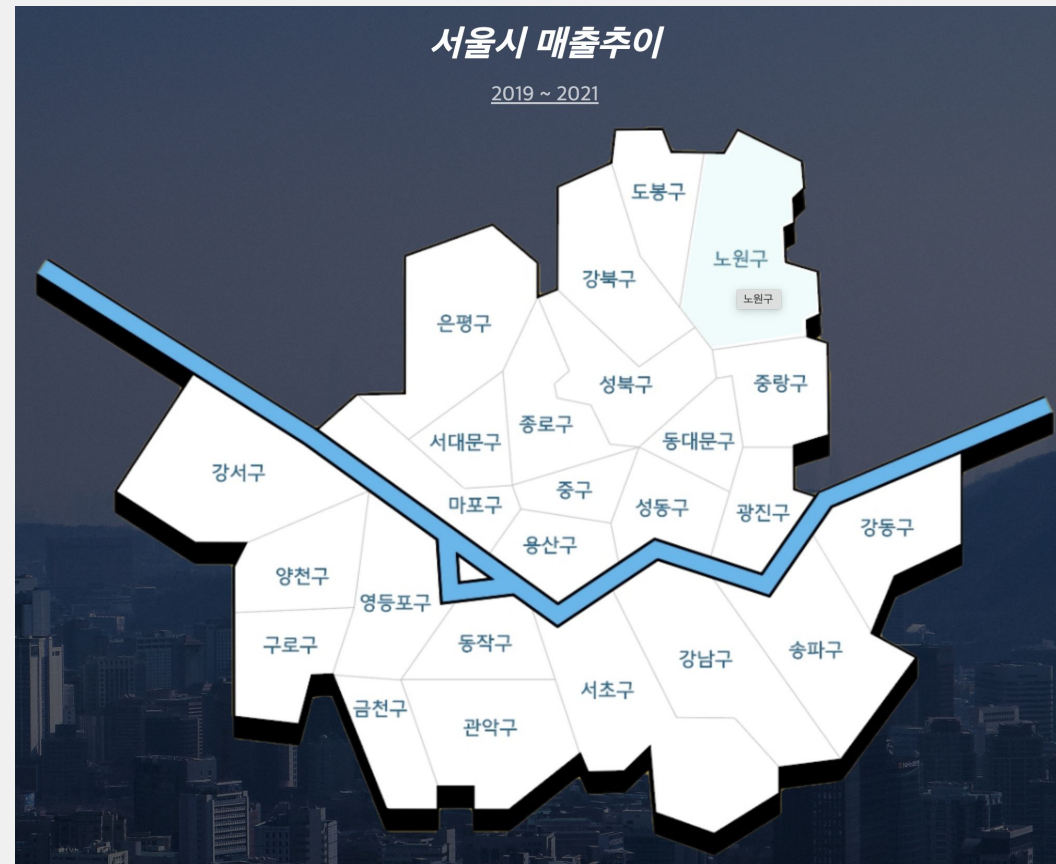 서울시 매출추이
2019 ~ 2021
도봉구
노원구
강북구
노원구
은평구
성북구
중랑구
종로구
서대문구
동대문구
강서구
중구
마포구
성동구
광진구
강동구
용산구
양천구
영등포구
구로구
동작구
송파구
강남구
서초구
금천구
관악구